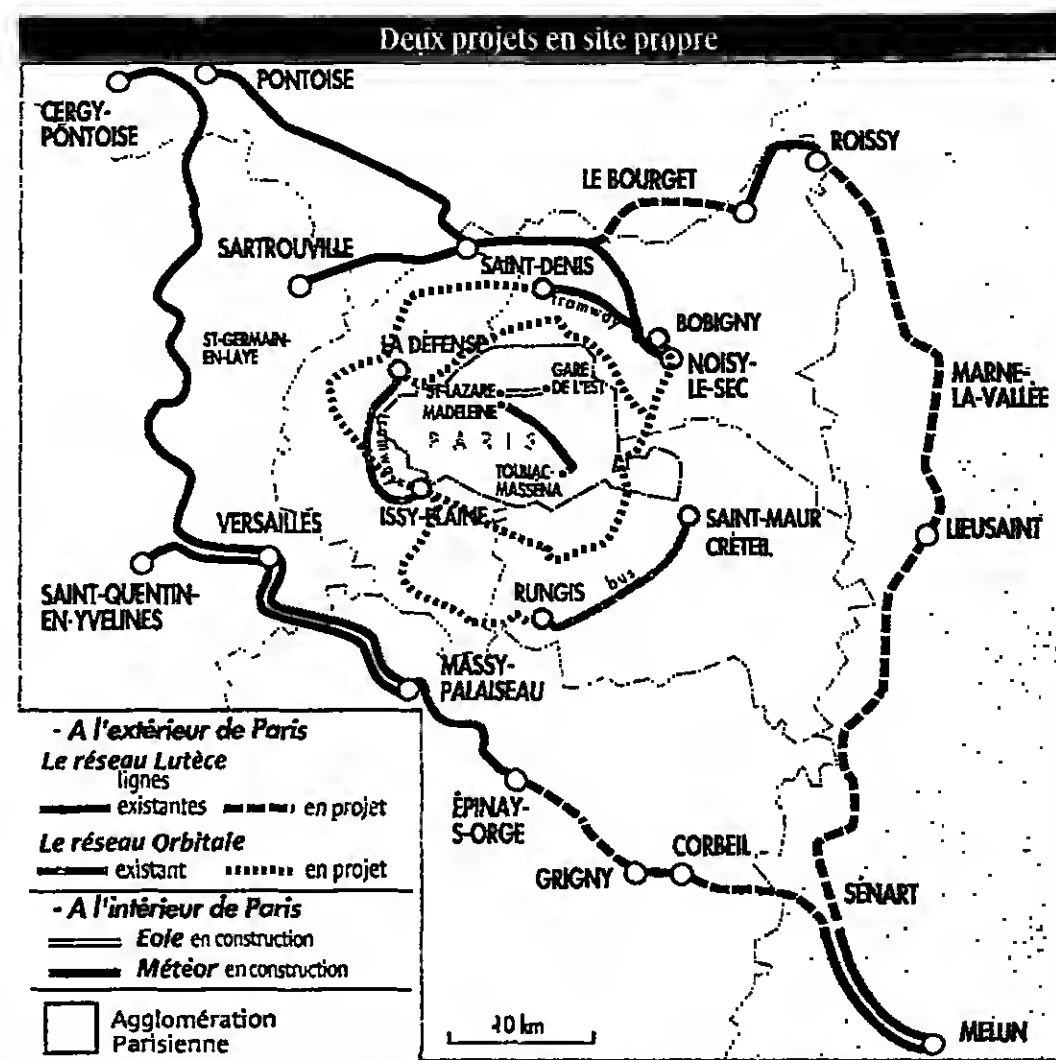 Deux projets en site propre
PONTOISE
CERGY-
PONTOISE
ROISSY
LE BOURGET
SARTROUVILLE
SAINT-DENIS
tramway
BOBIGNY
ST-GERMAIN-
EN-LAYE
LA DÉFENSE
GARE
DE L'EST
NOISY-
LE-SEC
MARNE-
LA-VALLÉE
ST-LAZARE
MADELEINE
PARIS
tramway
TOLBIAC-
MASSENA
ISSY-PLAINE
VERSAILLES
SAINT-MAUR
CRÉTEIL
LIEUSAINT
SAINT-QUENTIN-
EN-YVELINES
RUNGIS
bus
MASSY-
PALAISEAU
- A l'extérieur de Paris
Le réseau Lutèce
lignes
existantes
en projet
Le réseau Orbitale
existant
en projet
- A l'intérieur de Paris
Eole en construction
Météor en construction
Agglomération
Parisienne
ÉPINAY-
S-ORGE
GRIGNY
CORBEIL
SÉNART
10 km
MELUN